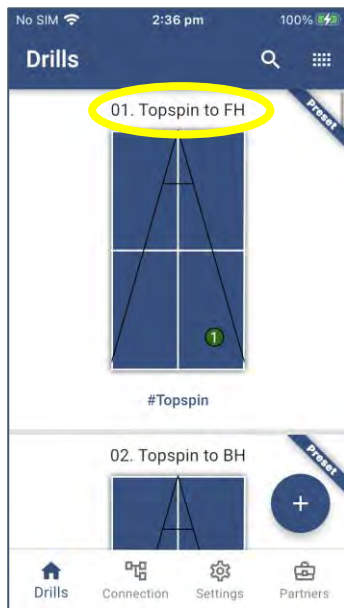 No SIM 2:36 pm 100%
Drills
01. Topspin to FH
Preset
1
#Topspin
02. Topspin to BH
Preset
+
Drills Connection Settings Partners